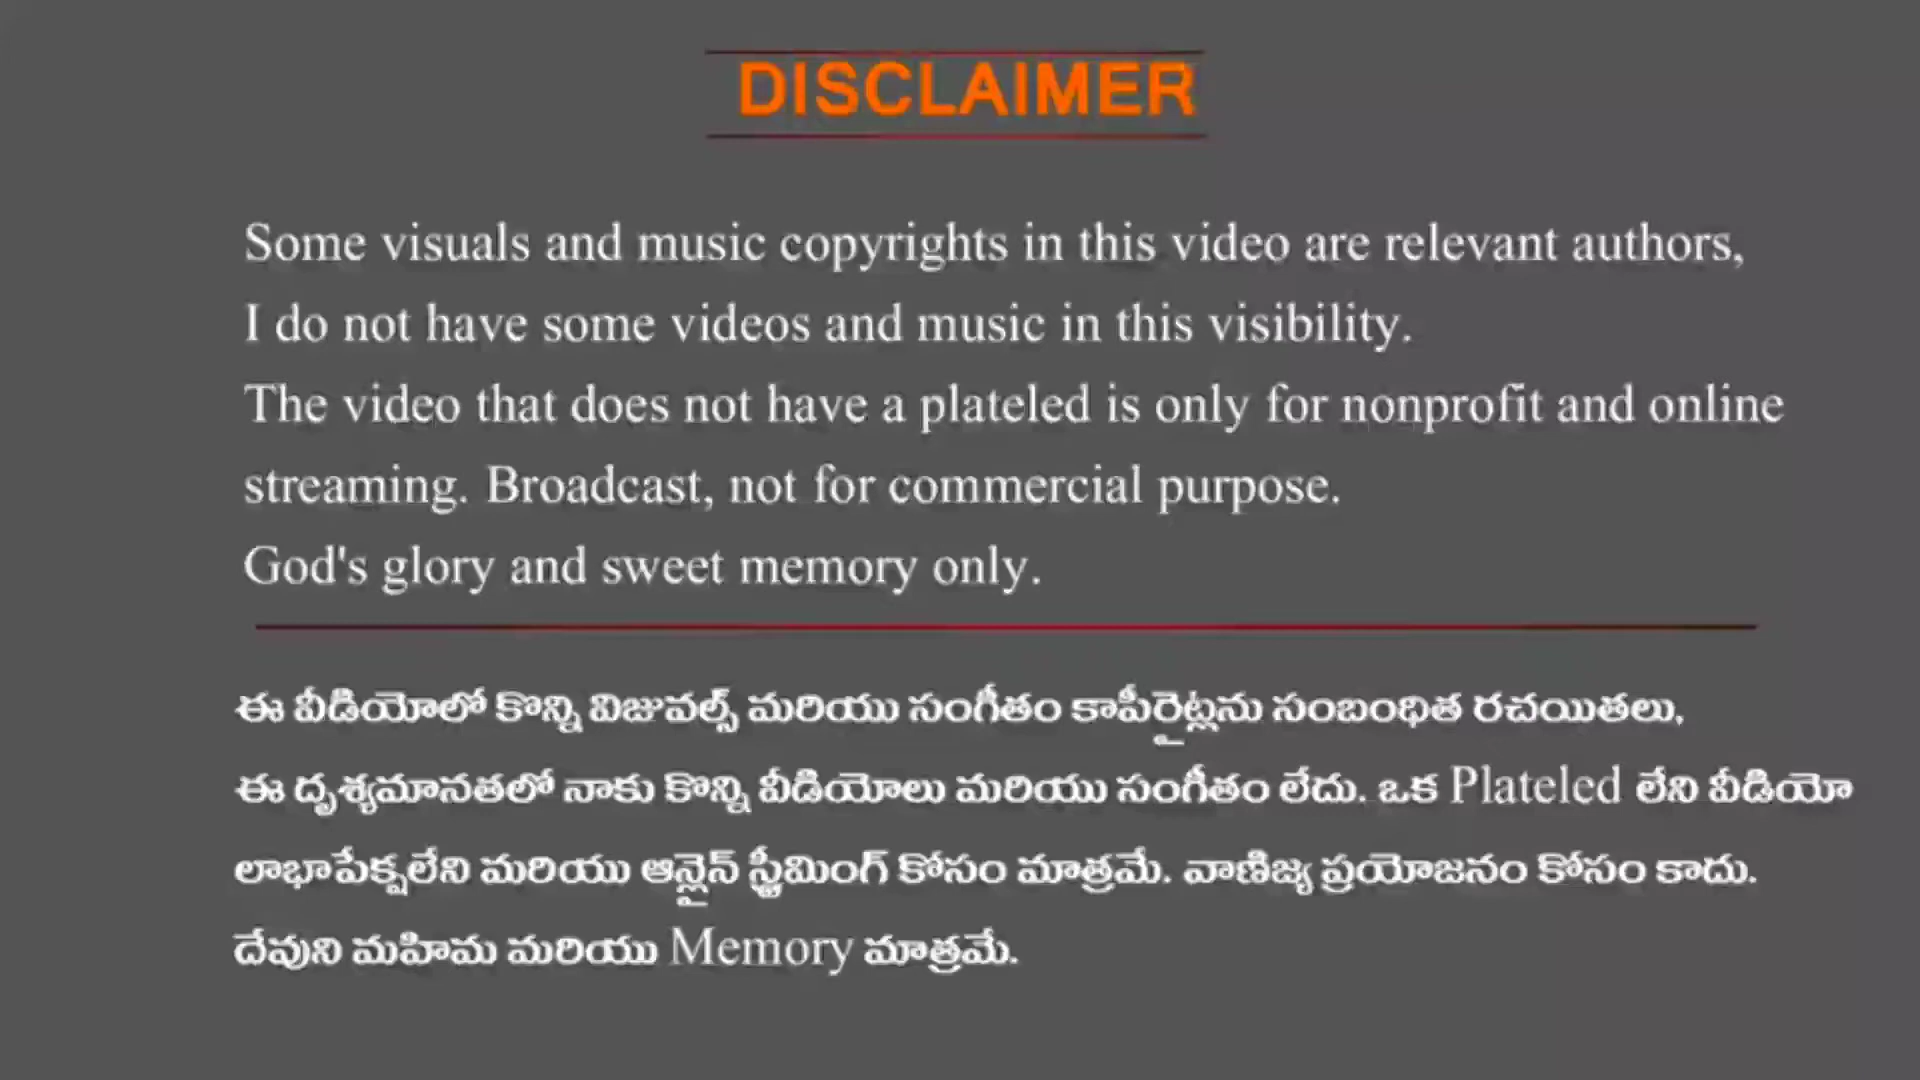 DISCLAIMER
Some visuals and music copyrights in this video are relevant authors,
I do not have some videos and music in this visibility.
The video that does not have a plateled is only for nonprofit and online
streaming. Broadcast, not for commercial purpose.
God's glory and sweet memory only.
ఈ వీడియోలో కొన్ని విజువల్స్ మరియు సంగీతం కాపీరైట్లను సంబంధిత రచయితలు,
ఈ దృశ్యమానతలో నాకు కొన్ని వీడియోలు మరియు సంగీతం లేదు. ఒక Plateled లేని వీడియో
లాభాపేక్షలేని మరియు ఆన్లైన్ స్ట్రీమింగ్ కోసం మాత్రమే. వాణిజ్య ప్రయోజనం కోసం కాదు.
దేవుని మహిమ మరియు Memory మాత్రమే.